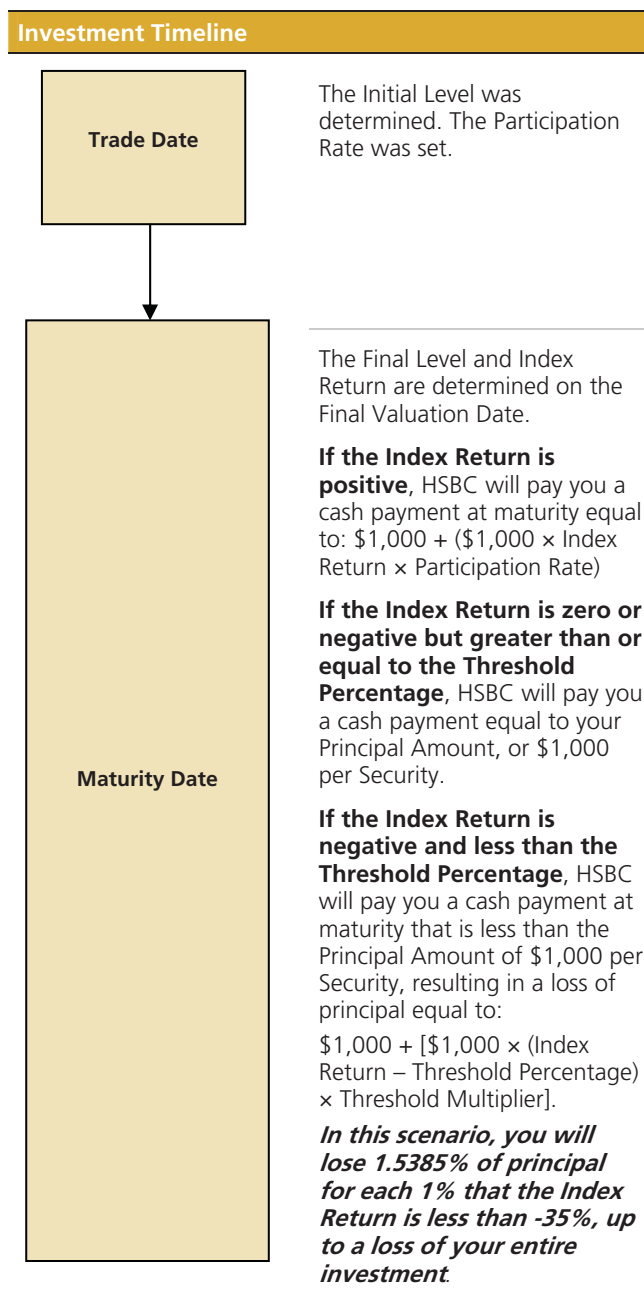 Investment Timeline
Trade Date
The Initial Level was
determined. The Participation
Rate was set.
Maturity Date
The Final Level and Index
Return are determined on the
Final Valuation Date.
If the Index Return is
positive, HSBC will pay you a
cash payment at maturity equal
to: $1,000 + ($1,000 × Index
Return × Participation Rate)
If the Index Return is zero or
negative but greater than or
equal to the Threshold
Percentage, HSBC will pay you
a cash payment equal to your
Principal Amount, or $1,000
per Security.
If the Index Return is
negative and less than the
Threshold Percentage, HSBC
will pay you a cash payment at
maturity that is less than the
Principal Amount of $1,000 per
Security, resulting in a loss of
principal equal to:
$1,000 + [$1,000 × (Index
Return – Threshold Percentage)
× Threshold Multiplier].
In this scenario, you will
lose 1.5385% of principal
for each 1% that the Index
Return is less than -35%, up
to a loss of your entire
investment.